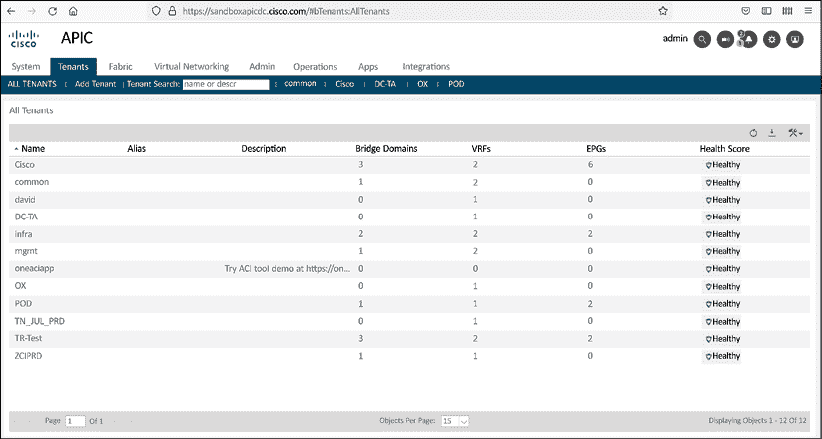 https://sandboxapicdc.cisco.com/#bTenants:AllTenants
CISCO APIC admin
System Tenants Fabric Virtual Networking Admin Operations Apps Integrations
ALL TENANTS | Add Tenant | Tenant Search: name or descr | common | Cisco | DC-TA | OX | POD
All Tenants
Name Alias Description Bridge Domains VRFs EPGs Health Score
Cisco 3 2 6 Healthy
common 1 2 0 Healthy
david 0 1 0 Healthy
DC-TA 0 1 0 Healthy
infra 2 2 2 Healthy
mgmt 1 2 0 Healthy
oneaciapp Try ACI tool demo at https://on... 0 0 0 Healthy
OX 0 1 0 Healthy
POD 1 1 2 Healthy
TN_JUL_PRD 0 1 0 Healthy
TR-Test 3 2 2 Healthy
ZCIPRD 1 1 0 Healthy
Page 1 Of 1 Objects Per Page: 15 Displaying Objects 1 - 12 Of 12